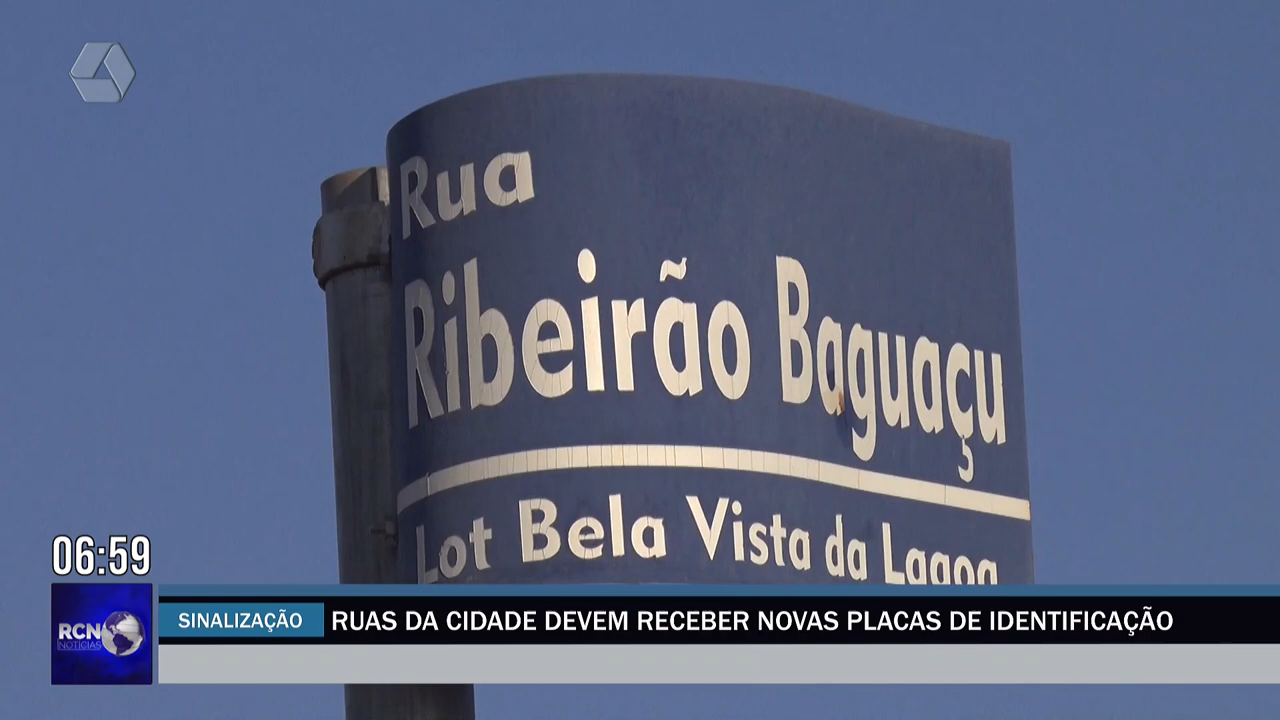 Rua
Ribeirão Baguaçu
Lot Bela Vista da Lagoa
06:59
RCN
NOTÍCIAS
SINALIZAÇÃO
RUAS DA CIDADE DEVEM RECEBER NOVAS PLACAS DE IDENTIFICAÇÃO